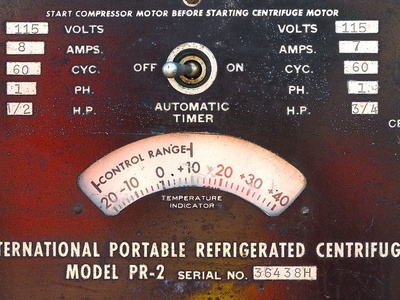 START COMPRESSOR MOTOR BEFORE STARTING CENTRIFUGE MOTOR
115 VOLTS VOLTS 115
8 AMPS. AMPS. 7
60 CYC. OFF ON CYC. 60
1 PH. PH. 1
1/2 H.P. AUTOMATIC TIMER H.P. 3/4
CE
CONTROL RANGE
20 -10 0 +10 +20 +30 +40
TEMPERATURE
INDICATOR
TERNATIONAL PORTABLE REFRIGERATED CENTRIFUG
MODEL PR-2 SERIAL NO. 36438H